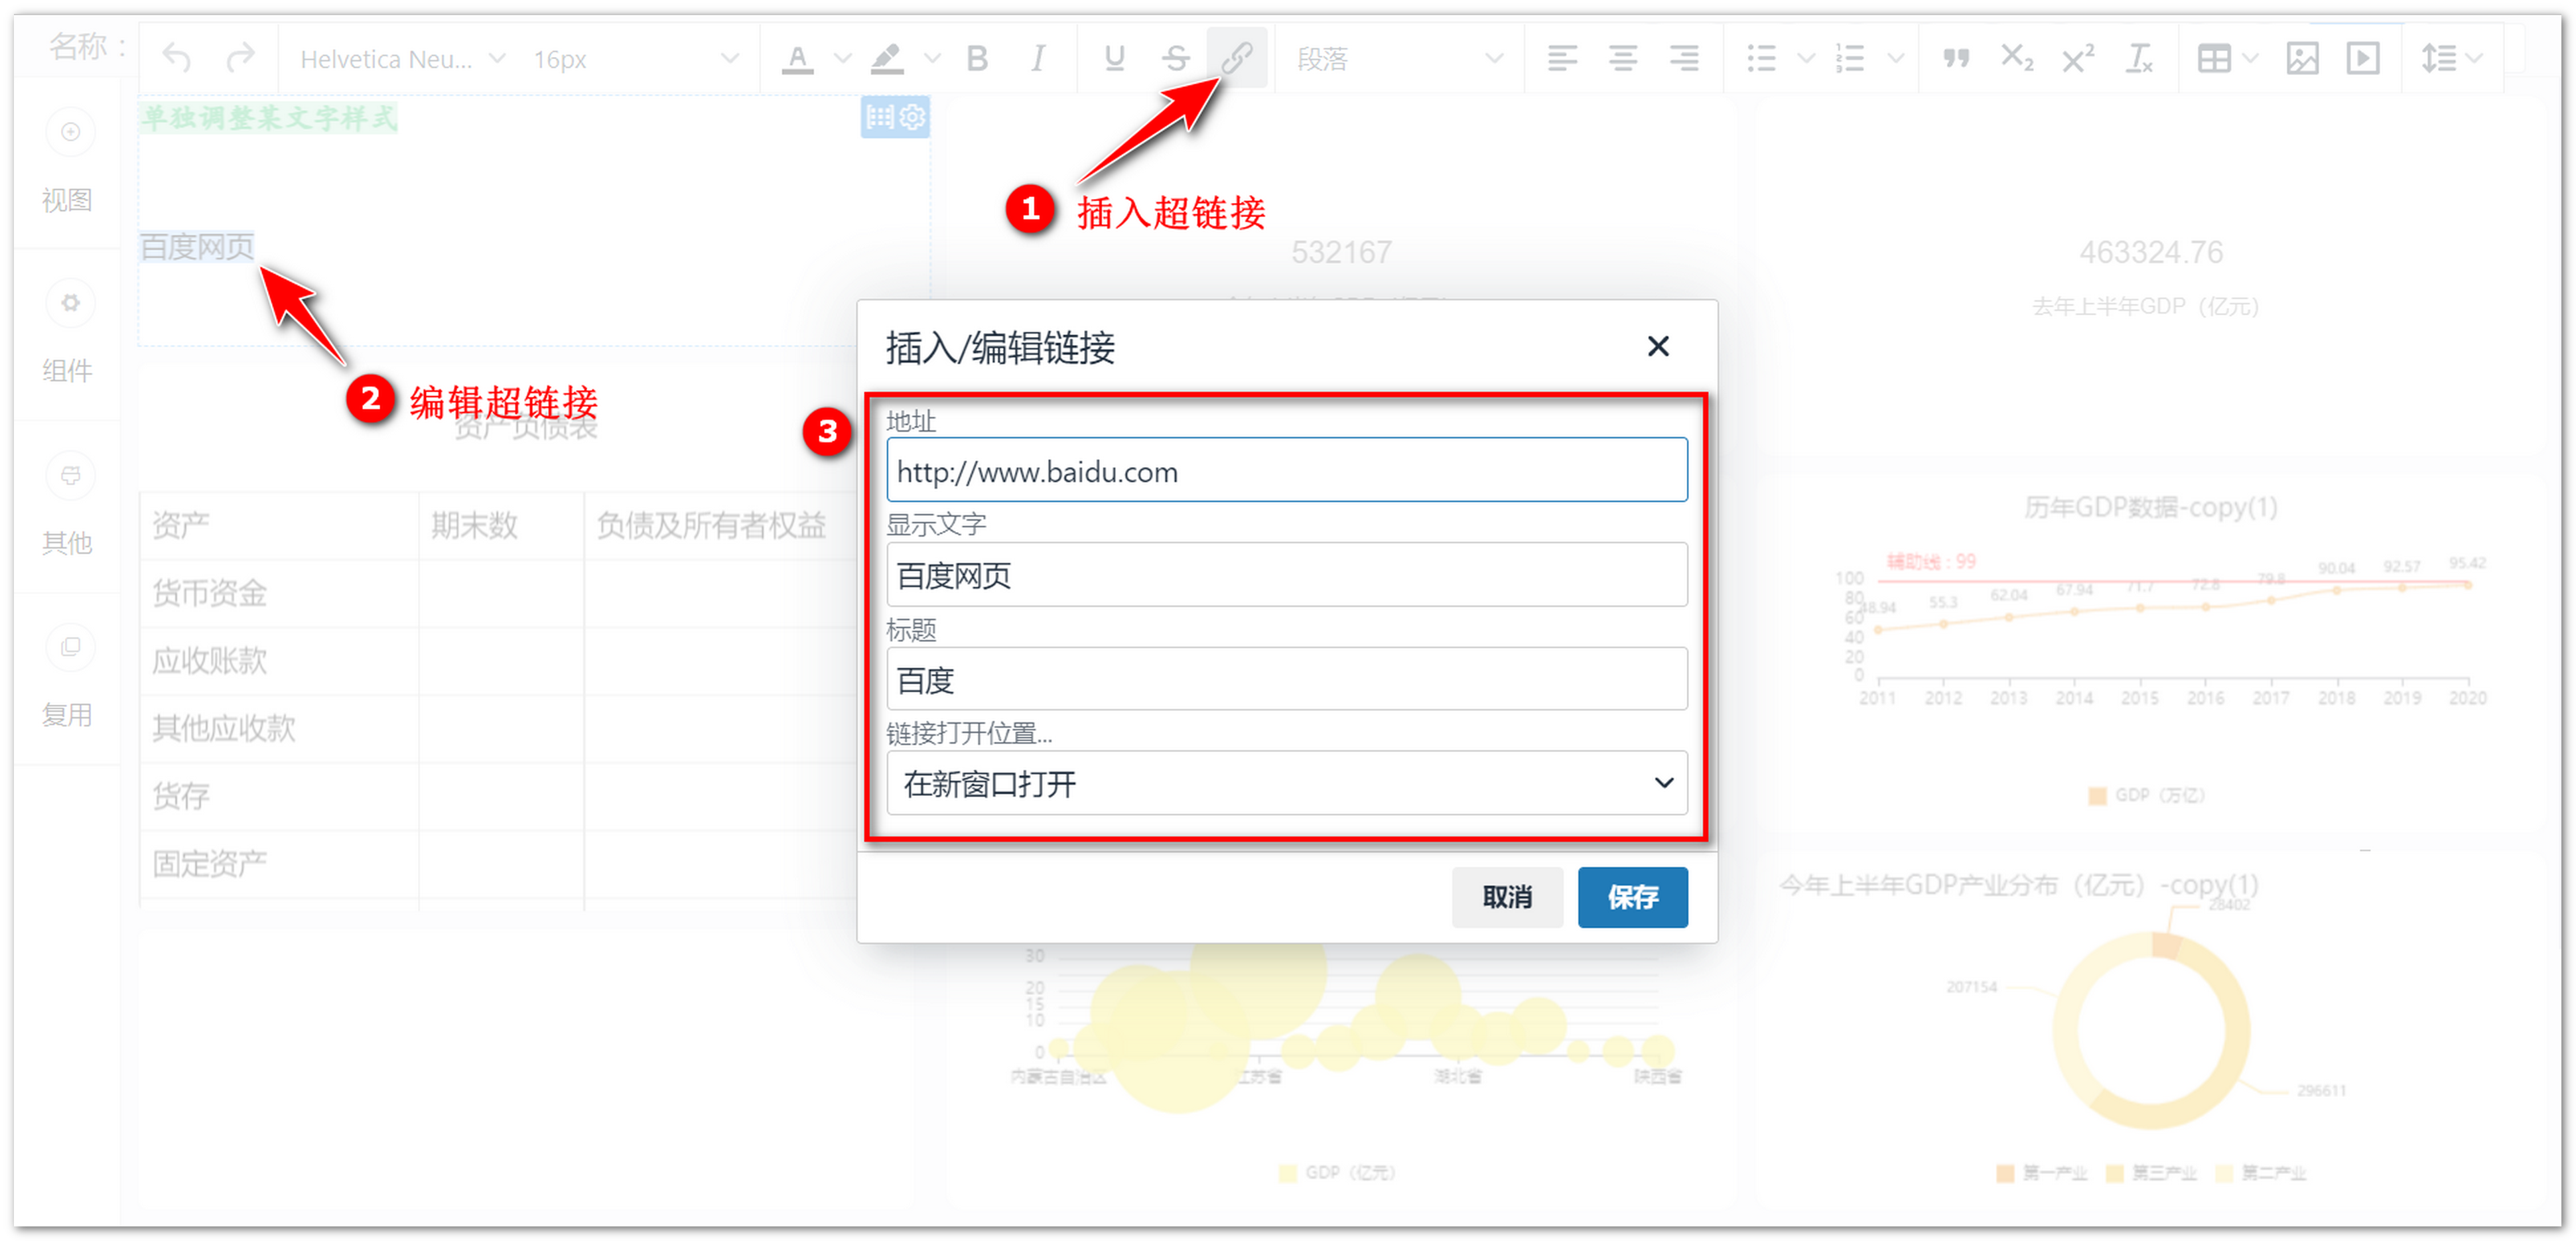 名称：
Helvetica Neu...
16px
A
B
I
U
S
段落
单独调整某文字样式
视图
百度网页
1 插入超链接
532167
463324.76
去年上半年GDP（亿元）
组件
2 编辑超链接
资产负债表
插入/编辑链接
3
地址
http://www.baidu.com
显示文字
百度网页
标题
百度
链接打开位置...
在新窗口打开
取消
保存
其他
复用
资产 期末数 负债及所有者权益
货币资金
应收账款
其他应收款
货存
固定资产
历年GDP数据-copy(1)
辅助线：99
100
80
60
40
20
0
48.94 55.3 62.04 67.94 71.7 72.8 79.8 90.04 92.57 95.42
2011 2012 2013 2014 2015 2016 2017 2018 2019 2020
GDP（万亿）
30
20
15
10
0
内蒙古自治区 江苏省 湖北省 陕西省
GDP（亿元）
今年上半年GDP产业分布（亿元）-copy(1)
28402
207154
296611
第一产业 第三产业 第二产业